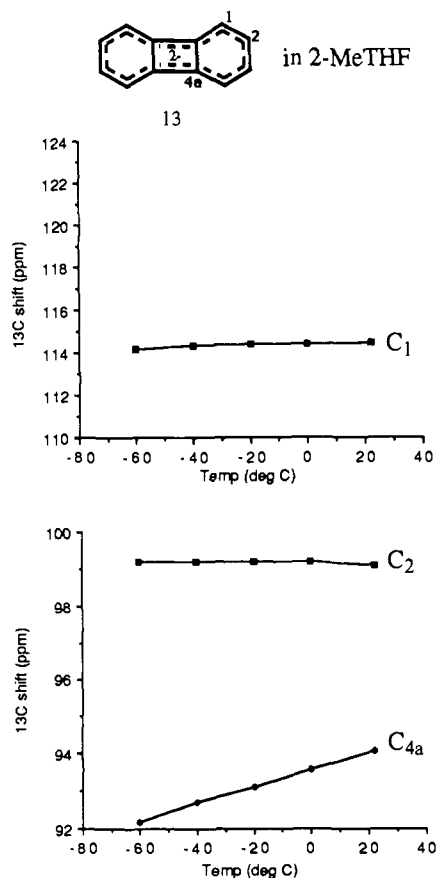 1
2
2-
4a
in 2-MeTHF
13
124
122
120
118
116
114
112
110
13C shift (ppm)
C1
-80 -60 -40 -20 0 20 40
Temp (deg C)
100
98
96
94
92
13C shift (ppm)
C2
C4a
-80 -60 -40 -20 0 20 40
Temp (deg C)